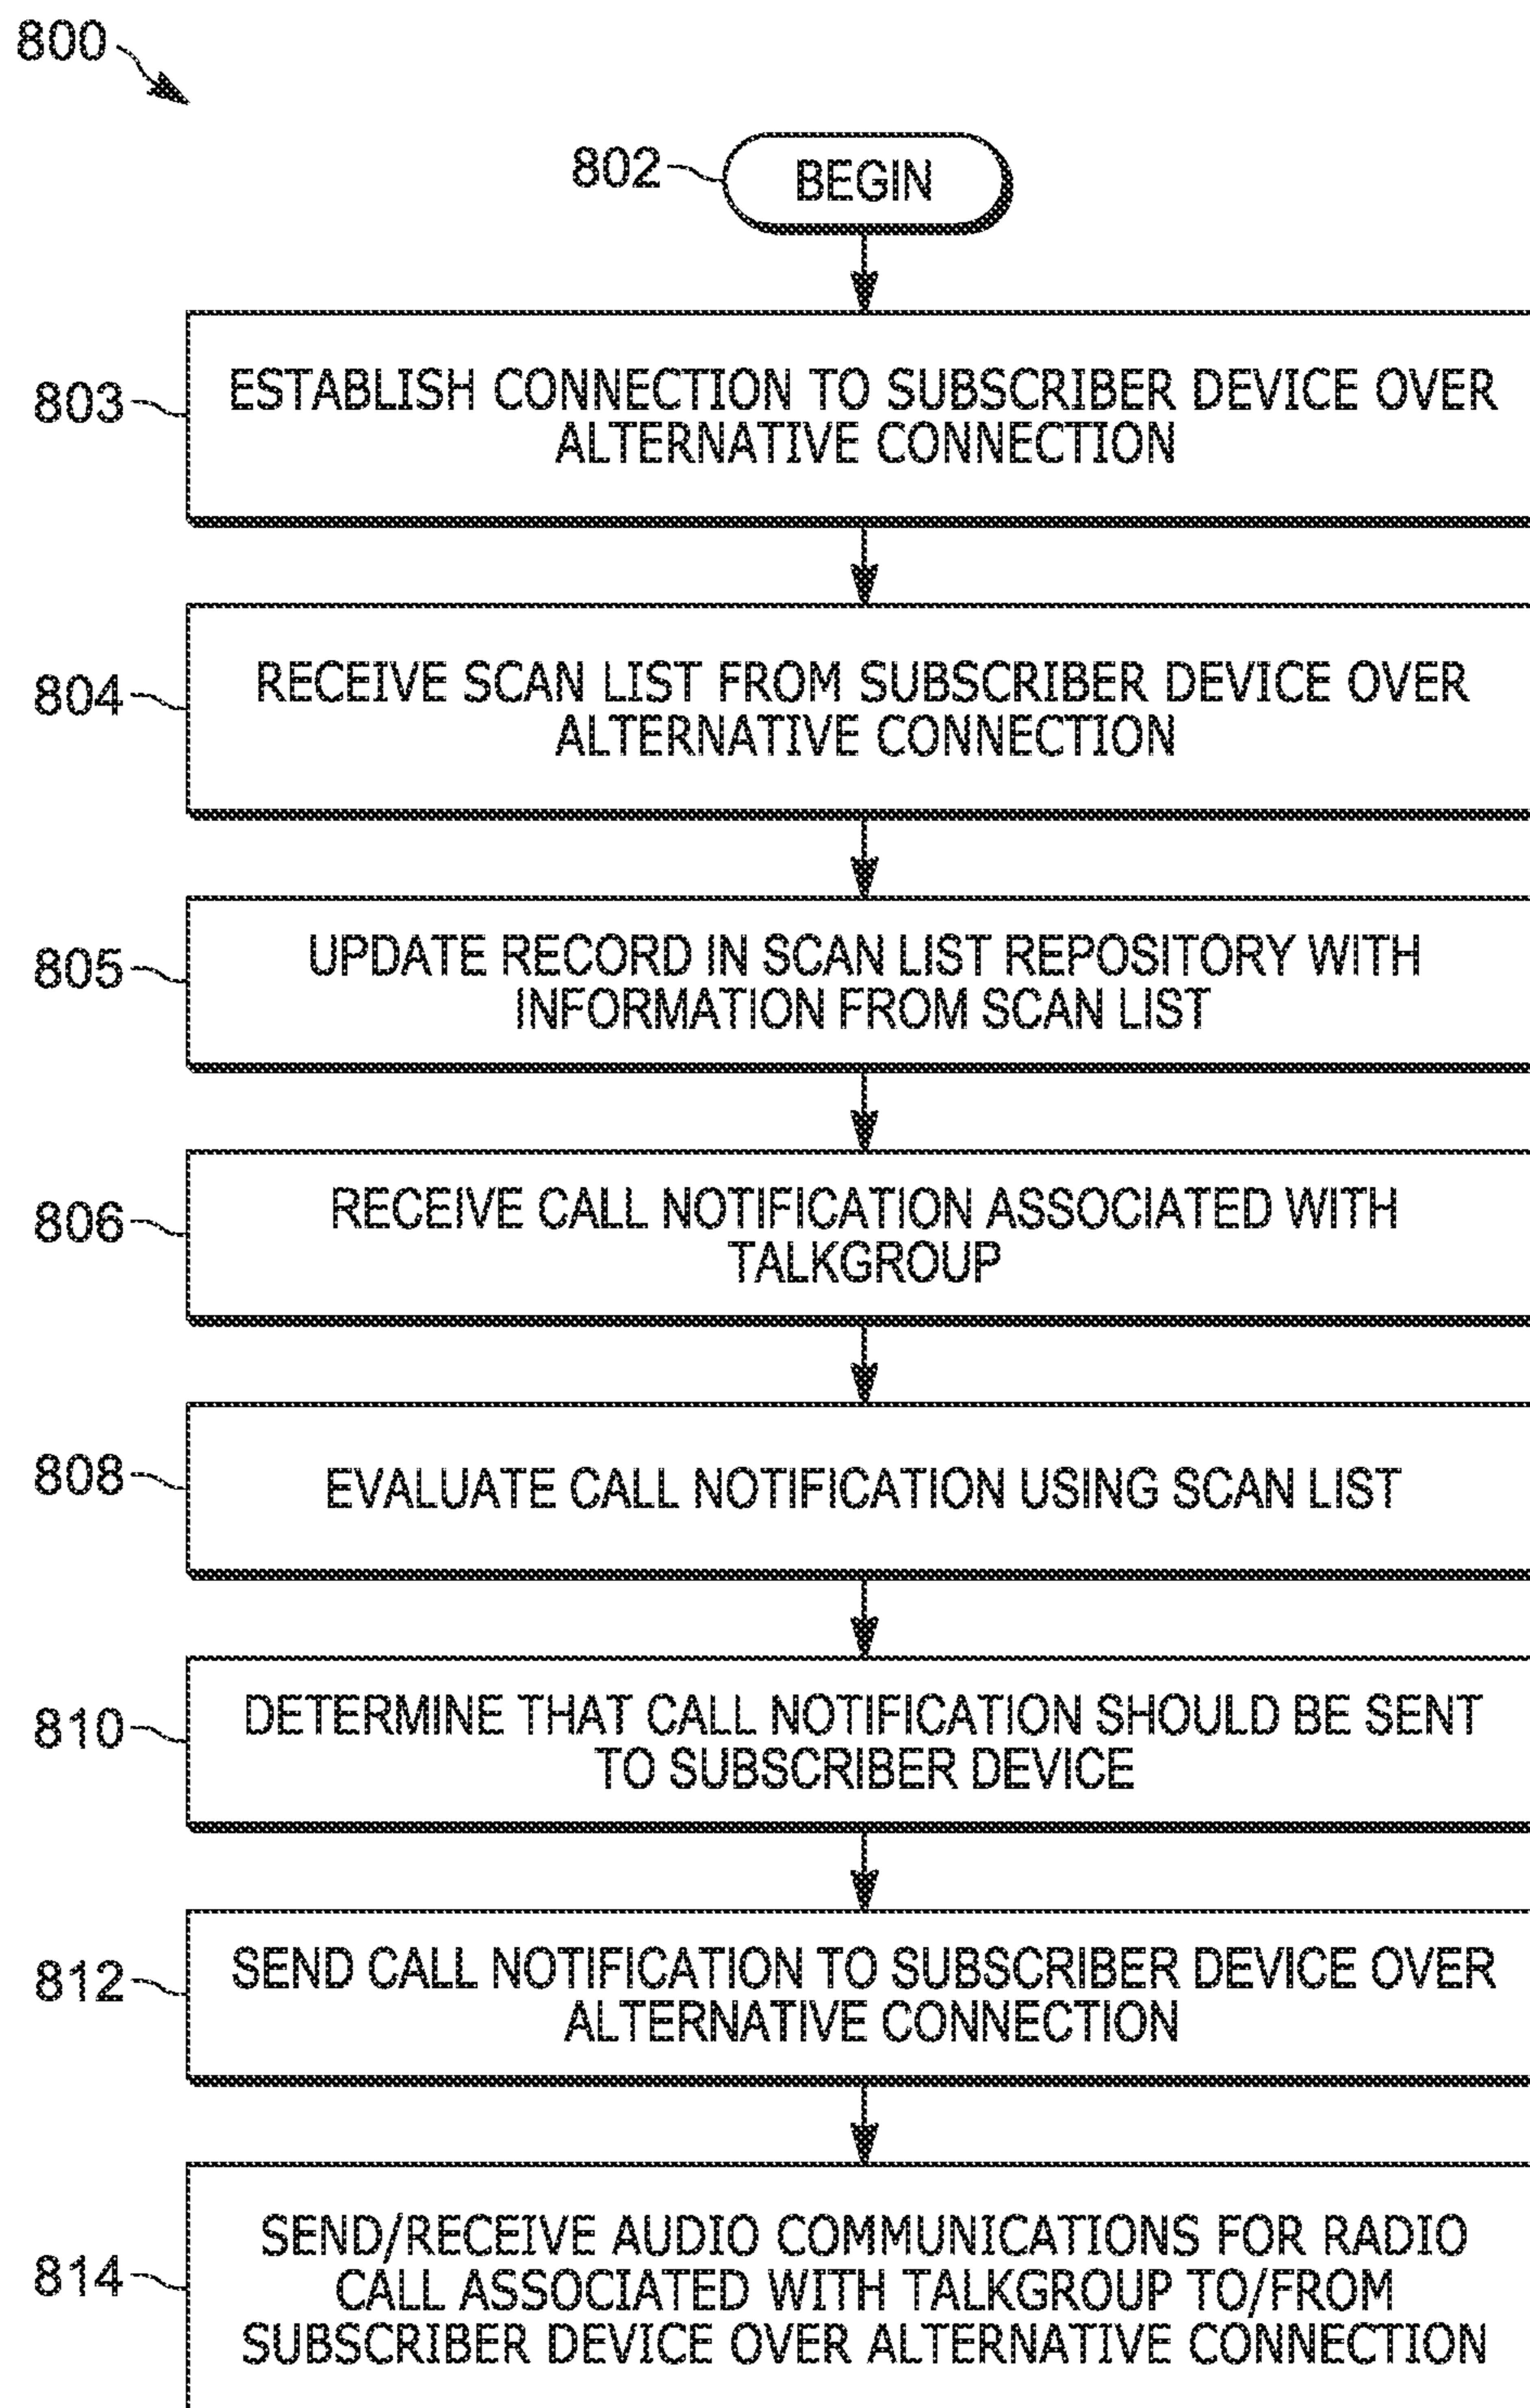 800
802
BEGIN
803
ESTABLISH CONNECTION TO SUBSCRIBER DEVICE OVER
ALTERNATIVE CONNECTION
804
RECEIVE SCAN LIST FROM SUBSCRIBER DEVICE OVER
ALTERNATIVE CONNECTION
805
UPDATE RECORD IN SCAN LIST REPOSITORY WITH
INFORMATION FROM SCAN LIST
806
RECEIVE CALL NOTIFICATION ASSOCIATED WITH
TALKGROUP
808
EVALUATE CALL NOTIFICATION USING SCAN LIST
810
DETERMINE THAT CALL NOTIFICATION SHOULD BE SENT
TO SUBSCRIBER DEVICE
812
SEND CALL NOTIFICATION TO SUBSCRIBER DEVICE OVER
ALTERNATIVE CONNECTION
814
SEND/RECEIVE AUDIO COMMUNICATIONS FOR RADIO
CALL ASSOCIATED WITH TALKGROUP TO/FROM
SUBSCRIBER DEVICE OVER ALTERNATIVE CONNECTION